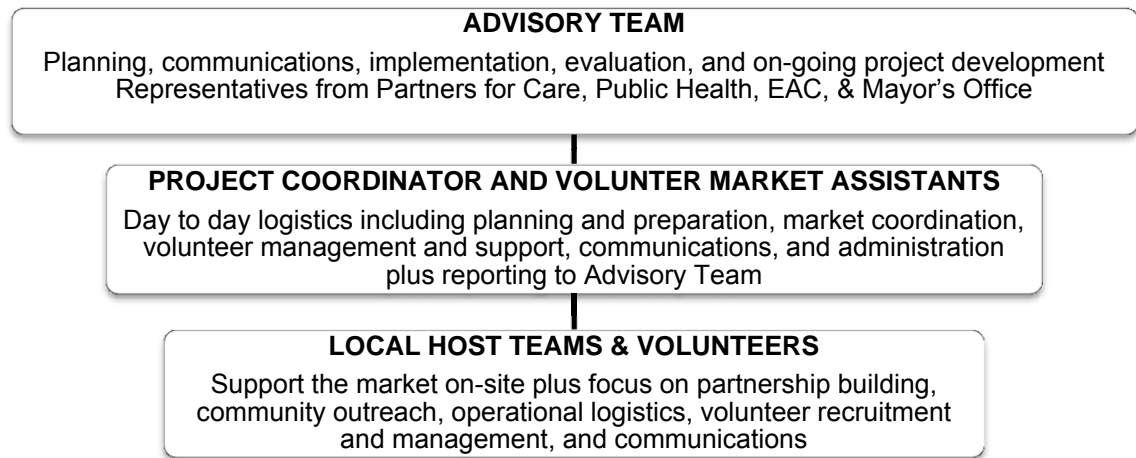 ADVISORY TEAM
Planning, communications, implementation, evaluation, and on-going project development
Representatives from Partners for Care, Public Health, EAC, & Mayor’s Office
PROJECT COORDINATOR AND VOLUNTER MARKET ASSISTANTS
Day to day logistics including planning and preparation, market coordination,
volunteer management and support, communications, and administration
plus reporting to Advisory Team
LOCAL HOST TEAMS & VOLUNTEERS
Support the market on-site plus focus on partnership building,
community outreach, operational logistics, volunteer recruitment
and management, and communications